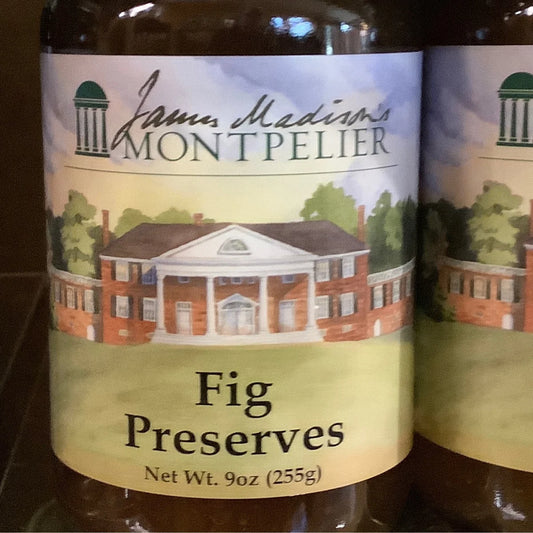 James Madison's
MONTPELIER
Fig
Preserves
Net Wt. 9oz (255g)